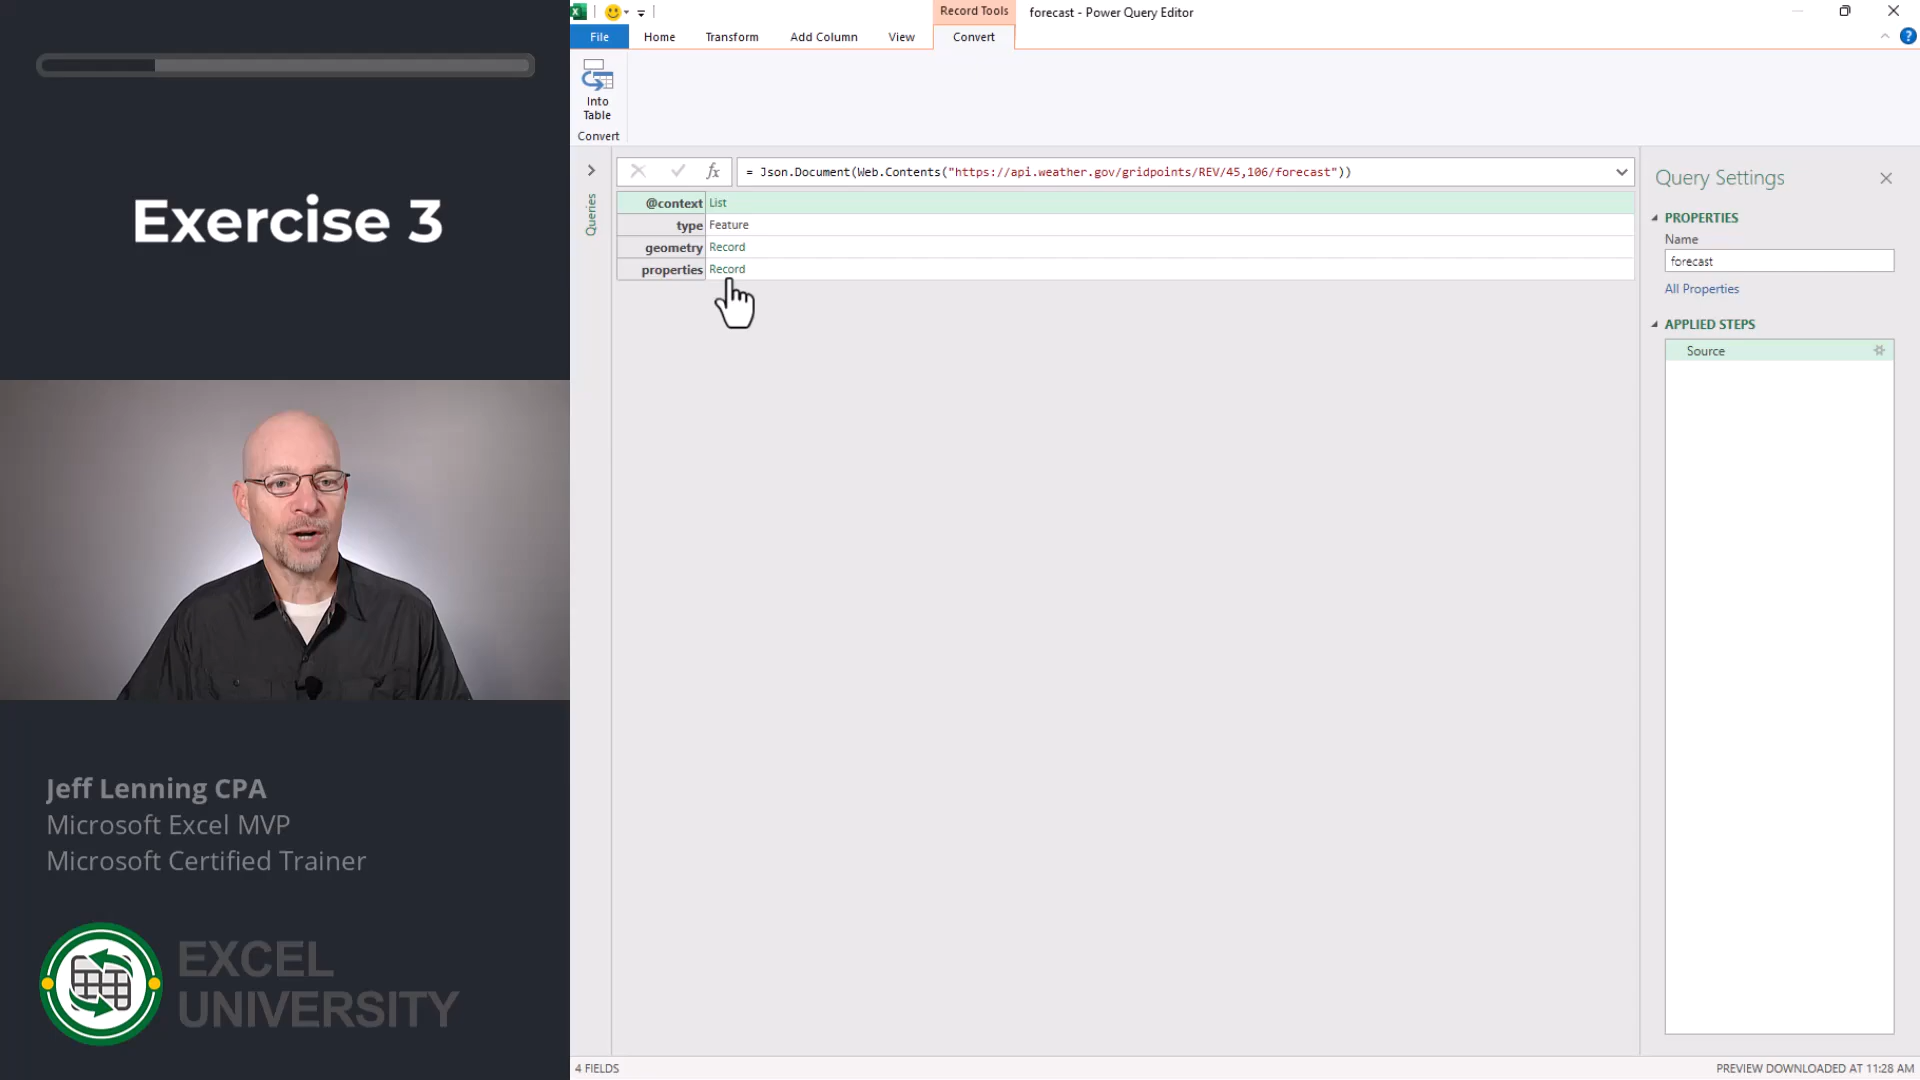 Exercise 3
Jeff Lenning CPA
Microsoft Excel MVP
Microsoft Certified Trainer
EXCEL
UNIVERSITY
Record Tools
forecast - Power Query Editor
File
Home
Transform
Add Column
View
Convert
Into
Table
Convert
Queries
fx
= Json.Document(Web.Contents("https://api.weather.gov/gridpoints/REV/45,106/forecast"))
@context List
type Feature
geometry Record
properties Record
Query Settings
PROPERTIES
Name
forecast
All Properties
APPLIED STEPS
Source
4 FIELDS
PREVIEW DOWNLOADED AT 11:28 AM